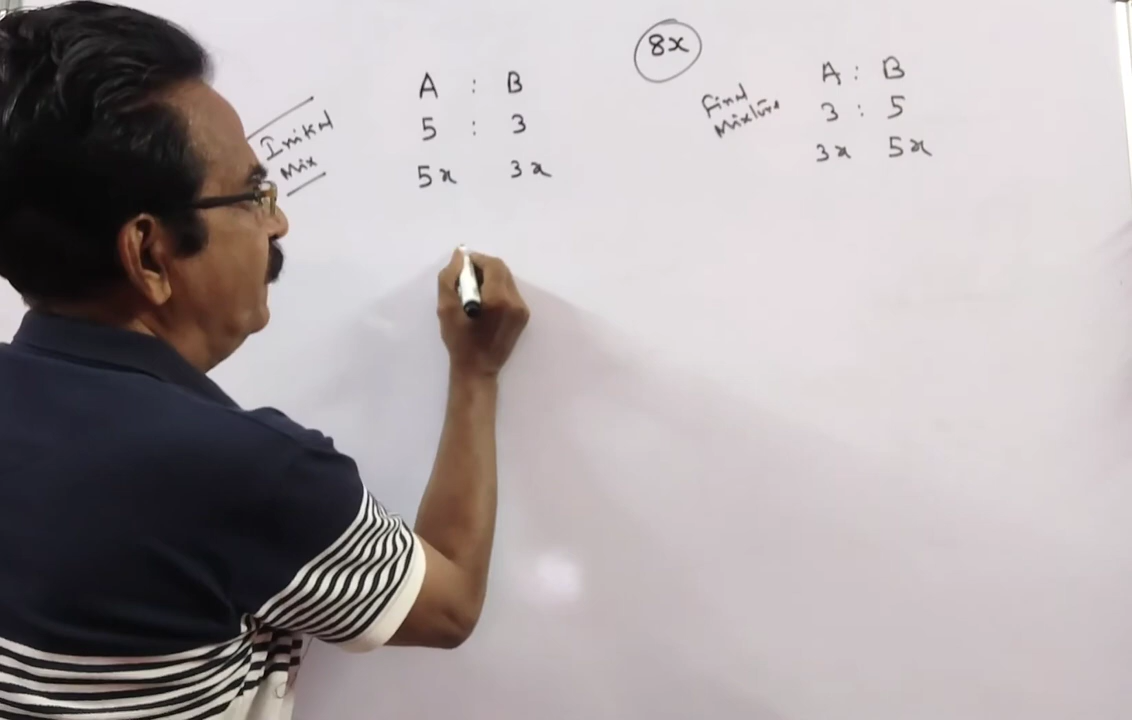 8x
A : B
5 : 3
5x 3x
Initial
Mix
A : B
3 : 5
3x 5x
Final
Mixture